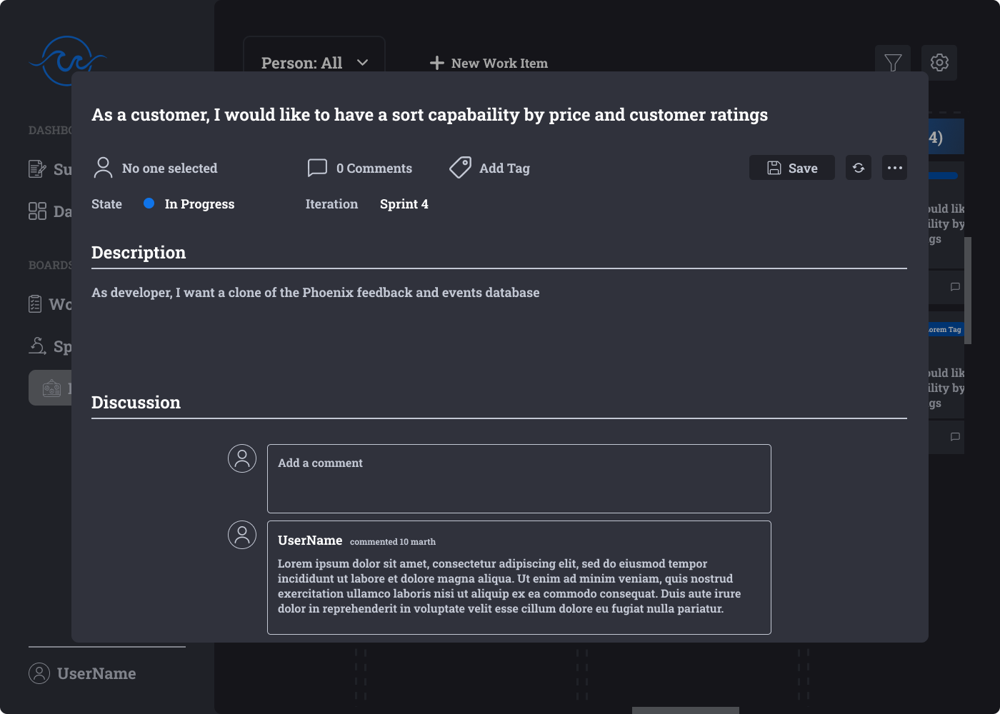 Person: All
New Work Item
As a customer, I would like to have a sort capabaility by price and customer ratings
No one selected
0 Comments
Add Tag
Save
State
In Progress
Iteration
Sprint 4
Description
As developer, I want a clone of the Phoenix feedback and events database
Discussion
Add a comment
UserName commented 10 marth
Lorem ipsum dolor sit amet, consectetur adipiscing elit, sed do eiusmod tempor
incididunt ut labore et dolore magna aliqua. Ut enim ad minim veniam, quis nostrud
exercitation ullamco laboris nisi ut aliquip ex ea commodo consequat. Duis aute irure
dolor in reprehenderit in voluptate velit esse cillum dolore eu fugiat nulla pariatur.
DASHBO
Su
Da
BOARDS
Wo
Sp
UserName
4)
ould lik
ility by
gs
orem Tag
ould lik
ility by
gs